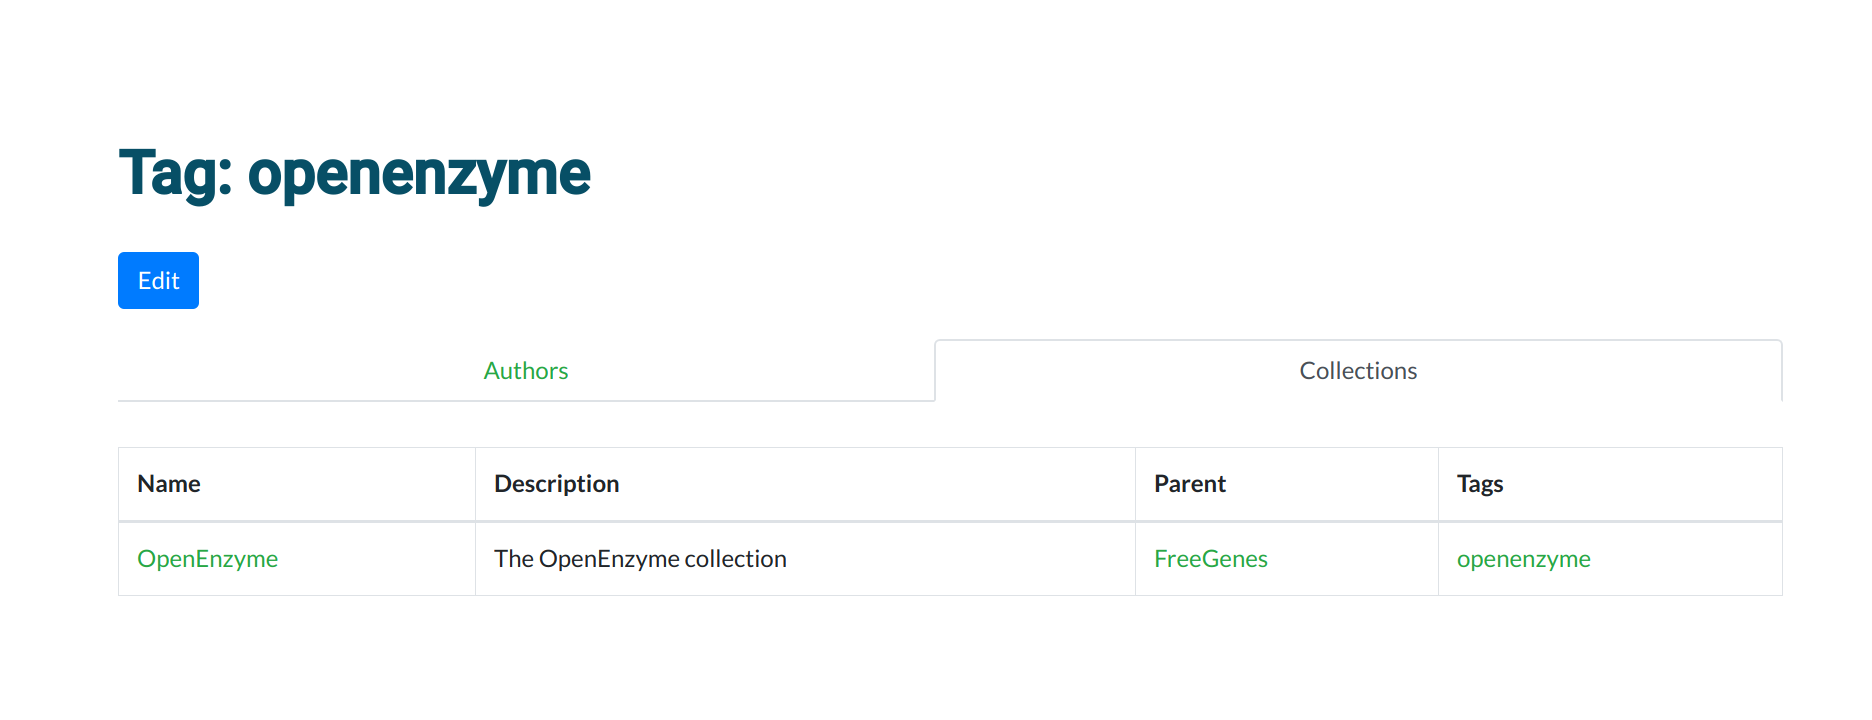 Tag: openenzyme
Edit
Authors Collections
Name Description Parent Tags
OpenEnzyme The OpenEnzyme collection FreeGenes openenzyme